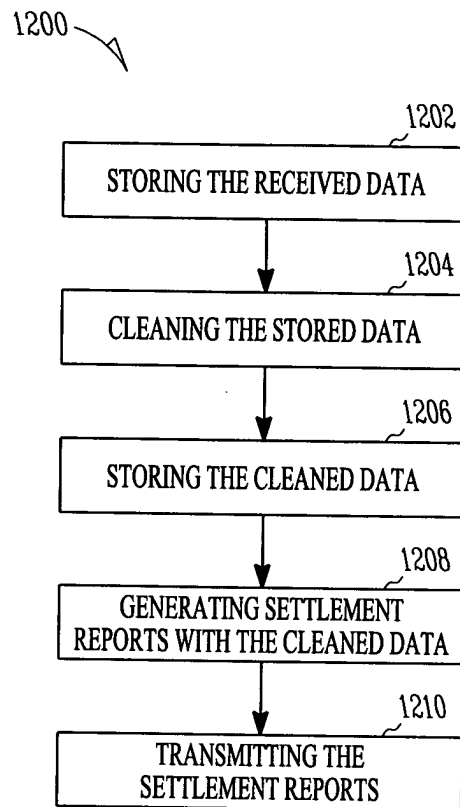 1200
1202
STORING THE RECEIVED DATA
1204
CLEANING THE STORED DATA
1206
STORING THE CLEANED DATA
1208
GENERATING SETTLEMENT
REPORTS WITH THE CLEANED DATA
1210
TRANSMITTING THE
SETTLEMENT REPORTS